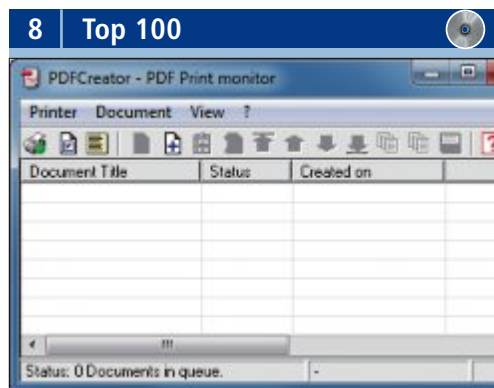 8 Top 100
PDFCreator - PDF Print monitor
Printer Document View ?
Document Title Status Created on
Status: 0 Documents in queue. -